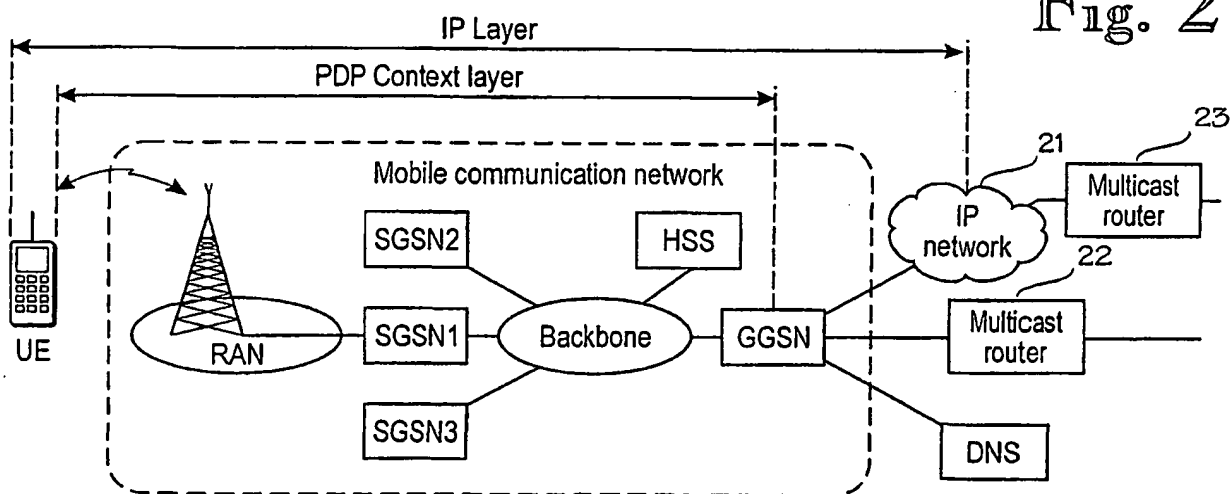 Fig. 2
IP Layer
PDP Context layer
Mobile communication network
21
23
Multicast
router
IP
network
SGSN2
HSS
22
UE
RAN
SGSN1
Backbone
GGSN
Multicast
router
SGSN3
DNS